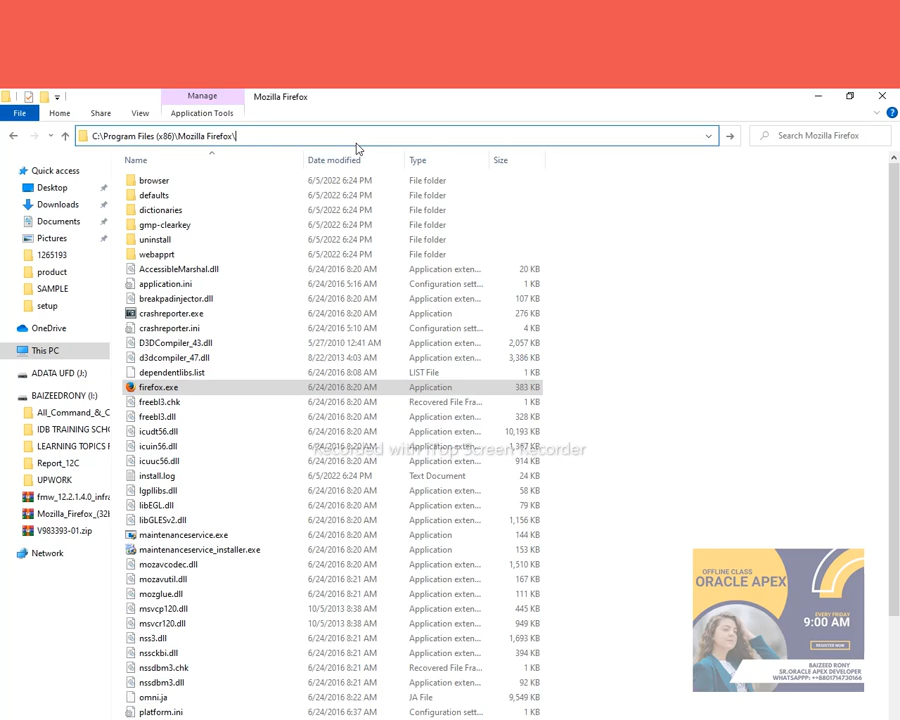 Manage
Mozilla Firefox
File
Home
Share
View
Application Tools
C:\Program Files (x86)\Mozilla Firefox\
Search Mozilla Firefox
Name
Date modified
Type
Size
Quick access
Desktop
Downloads
Documents
Pictures
1265193
product
SAMPLE
setup
OneDrive
This PC
ADATA UFD (J:)
BAIZEEDRONY (I:)
All_Command_&_C
IDB TRAINING SCHO
LEARNING TOPICS F
Report_12C
UPWORK
fmw_12.2.1.4.0_infra
Mozilla_Firefox_(32b
V983393-01.zip
Network
browser 6/5/2022 6:24 PM File folder
defaults 6/5/2022 6:24 PM File folder
dictionaries 6/5/2022 6:24 PM File folder
gmp-clearkey 6/5/2022 6:24 PM File folder
uninstall 6/5/2022 6:24 PM File folder
webapprt 6/5/2022 6:24 PM File folder
AccessibleMarshal.dll 6/24/2016 8:20 AM Application exten... 20 KB
application.ini 6/24/2016 5:16 AM Configuration sett... 1 KB
breakpadinjector.dll 6/24/2016 8:20 AM Application exten... 107 KB
crashreporter.exe 6/24/2016 8:20 AM Application 276 KB
crashreporter.ini 6/24/2016 5:10 AM Configuration sett... 4 KB
D3DCompiler_43.dll 5/27/2010 12:41 AM Application exten... 2,057 KB
d3dcompiler_47.dll 8/22/2013 4:03 AM Application exten... 3,386 KB
dependentlibs.list 6/24/2016 8:08 AM LIST File 1 KB
firefox.exe 6/24/2016 8:20 AM Application 383 KB
freebl3.chk 6/24/2016 8:20 AM Recovered File Fra... 1 KB
freebl3.dll 6/24/2016 8:20 AM Application exten... 328 KB
icudt56.dll 6/24/2016 8:20 AM Application exten... 10,193 KB
icuin56.dll 6/24/2016 8:20 AM Application exten... 1,367 KB
Recorded with iTop Screen Recorder
icuuc56.dll 6/24/2016 8:20 AM Application exten... 914 KB
install.log 6/5/2022 6:24 PM Text Document 24 KB
lgpllibs.dll 6/24/2016 8:20 AM Application exten... 58 KB
libEGL.dll 6/24/2016 8:20 AM Application exten... 79 KB
libGLESv2.dll 6/24/2016 8:20 AM Application exten... 1,156 KB
maintenanceservice.exe 6/24/2016 8:20 AM Application 144 KB
maintenanceservice_installer.exe 6/24/2016 8:20 AM Application 153 KB
mozavcodec.dll 6/24/2016 8:20 AM Application exten... 1,510 KB
mozavutil.dll 6/24/2016 8:21 AM Application exten... 167 KB
mozglue.dll 6/24/2016 8:21 AM Application exten... 111 KB
msvcp120.dll 10/5/2013 8:38 AM Application exten... 445 KB
msvcr120.dll 10/5/2013 8:38 AM Application exten... 949 KB
nss3.dll 6/24/2016 8:21 AM Application exten... 1,693 KB
nssckbi.dll 6/24/2016 8:21 AM Application exten... 394 KB
nssdbm3.chk 6/24/2016 8:21 AM Recovered File Fra... 1 KB
nssdbm3.dll 6/24/2016 8:21 AM Application exten... 92 KB
omni.ja 6/24/2016 8:22 AM JA File 9,549 KB
platform.ini 6/24/2016 6:37 AM Configuration sett... 1 KB
OFFLINE CLASS
ORACLE APEX
EVERY FRIDAY
9:00 AM
REGISTER NOW
BAIZEED RONY
SR.ORACLE APEX DEVELOPER
WHATSAPPP: ++8801714730166